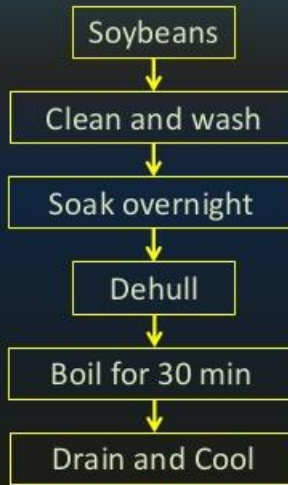 Soybeans
Clean and wash
Soak overnight
Dehull
Boil for 30 min
Drain and Cool